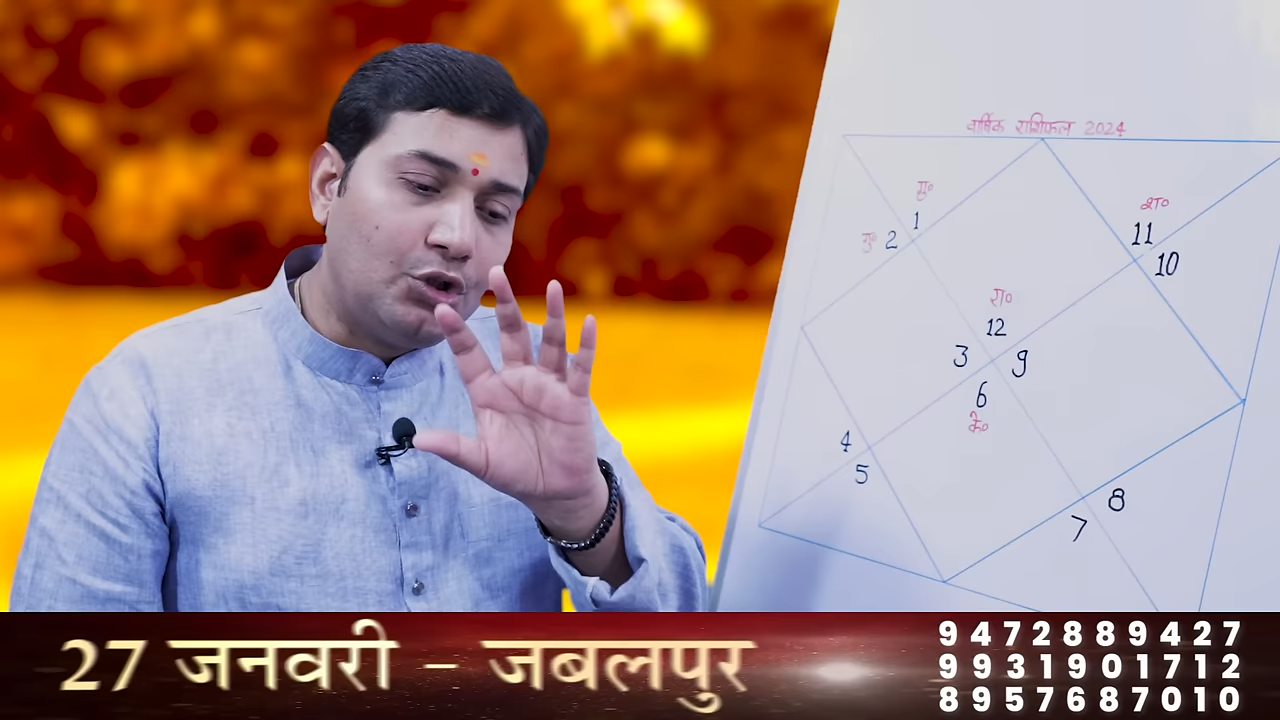 वार्षिक राशिफल 2024
गु०
1
गु० 2
श०
11
10
रा०
12
3
9
6
के०
4
5
8
7
27 जनवरी - जबलपुर
9472889427
9931901712
8957687010